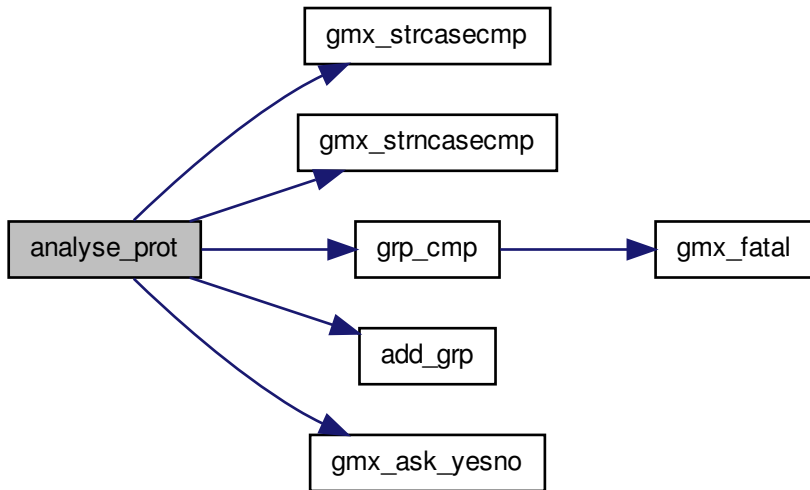 gmx_strcasecmp
gmx_strncasecmp
analyse_prot
grp_cmp
gmx_fatal
add_grp
gmx_ask_yesno